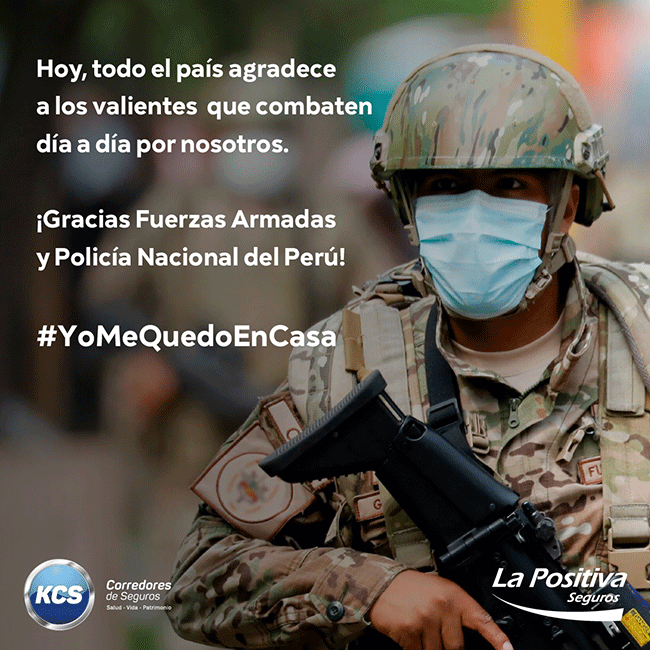 Hoy, todo el país agradece
a los valientes que combaten
día a día por nosotros.
¡Gracias Fuerzas Armadas
y Policía Nacional del Perú!
#YoMeQuedoEnCasa
KCS
Corredores
de Seguros
Salud - Vida - Patrimonio
La Positiva
Seguros